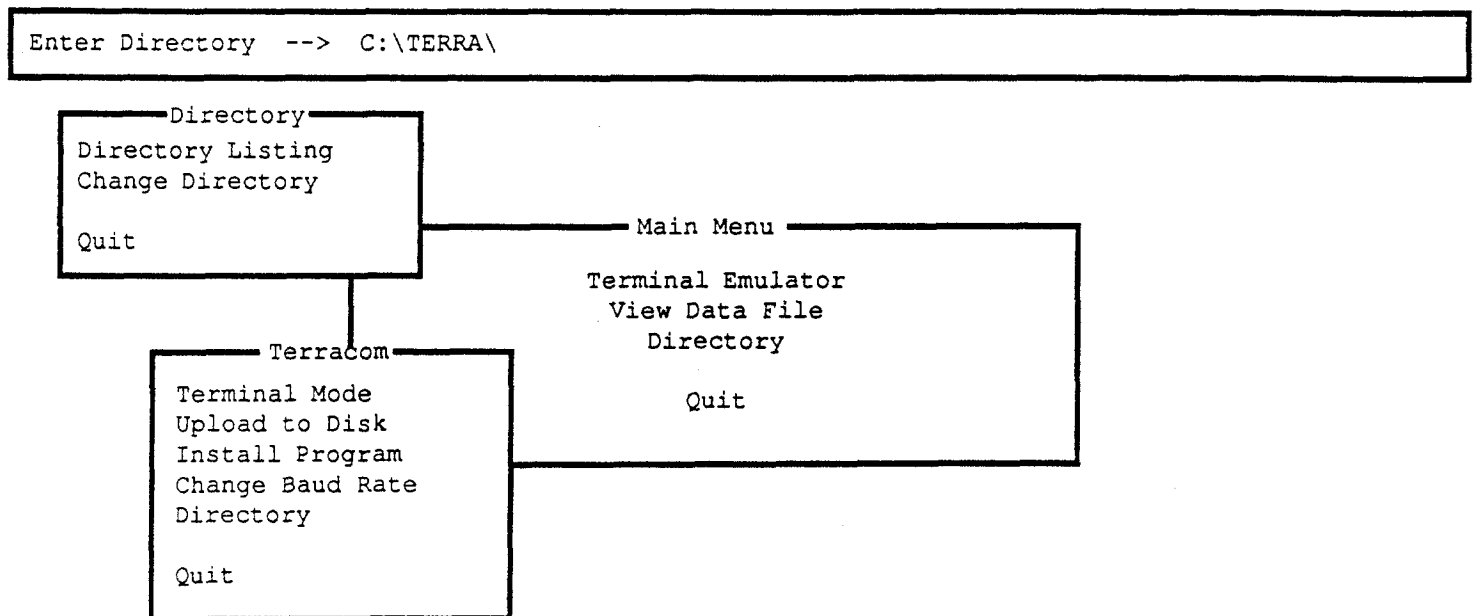 Enter Directory --> C:\TERRA\
Directory
Directory Listing
Change Directory
Quit
Main Menu
Terminal Emulator
View Data File
Directory
Quit
Terracom
Terminal Mode
Upload to Disk
Install Program
Change Baud Rate
Directory
Quit